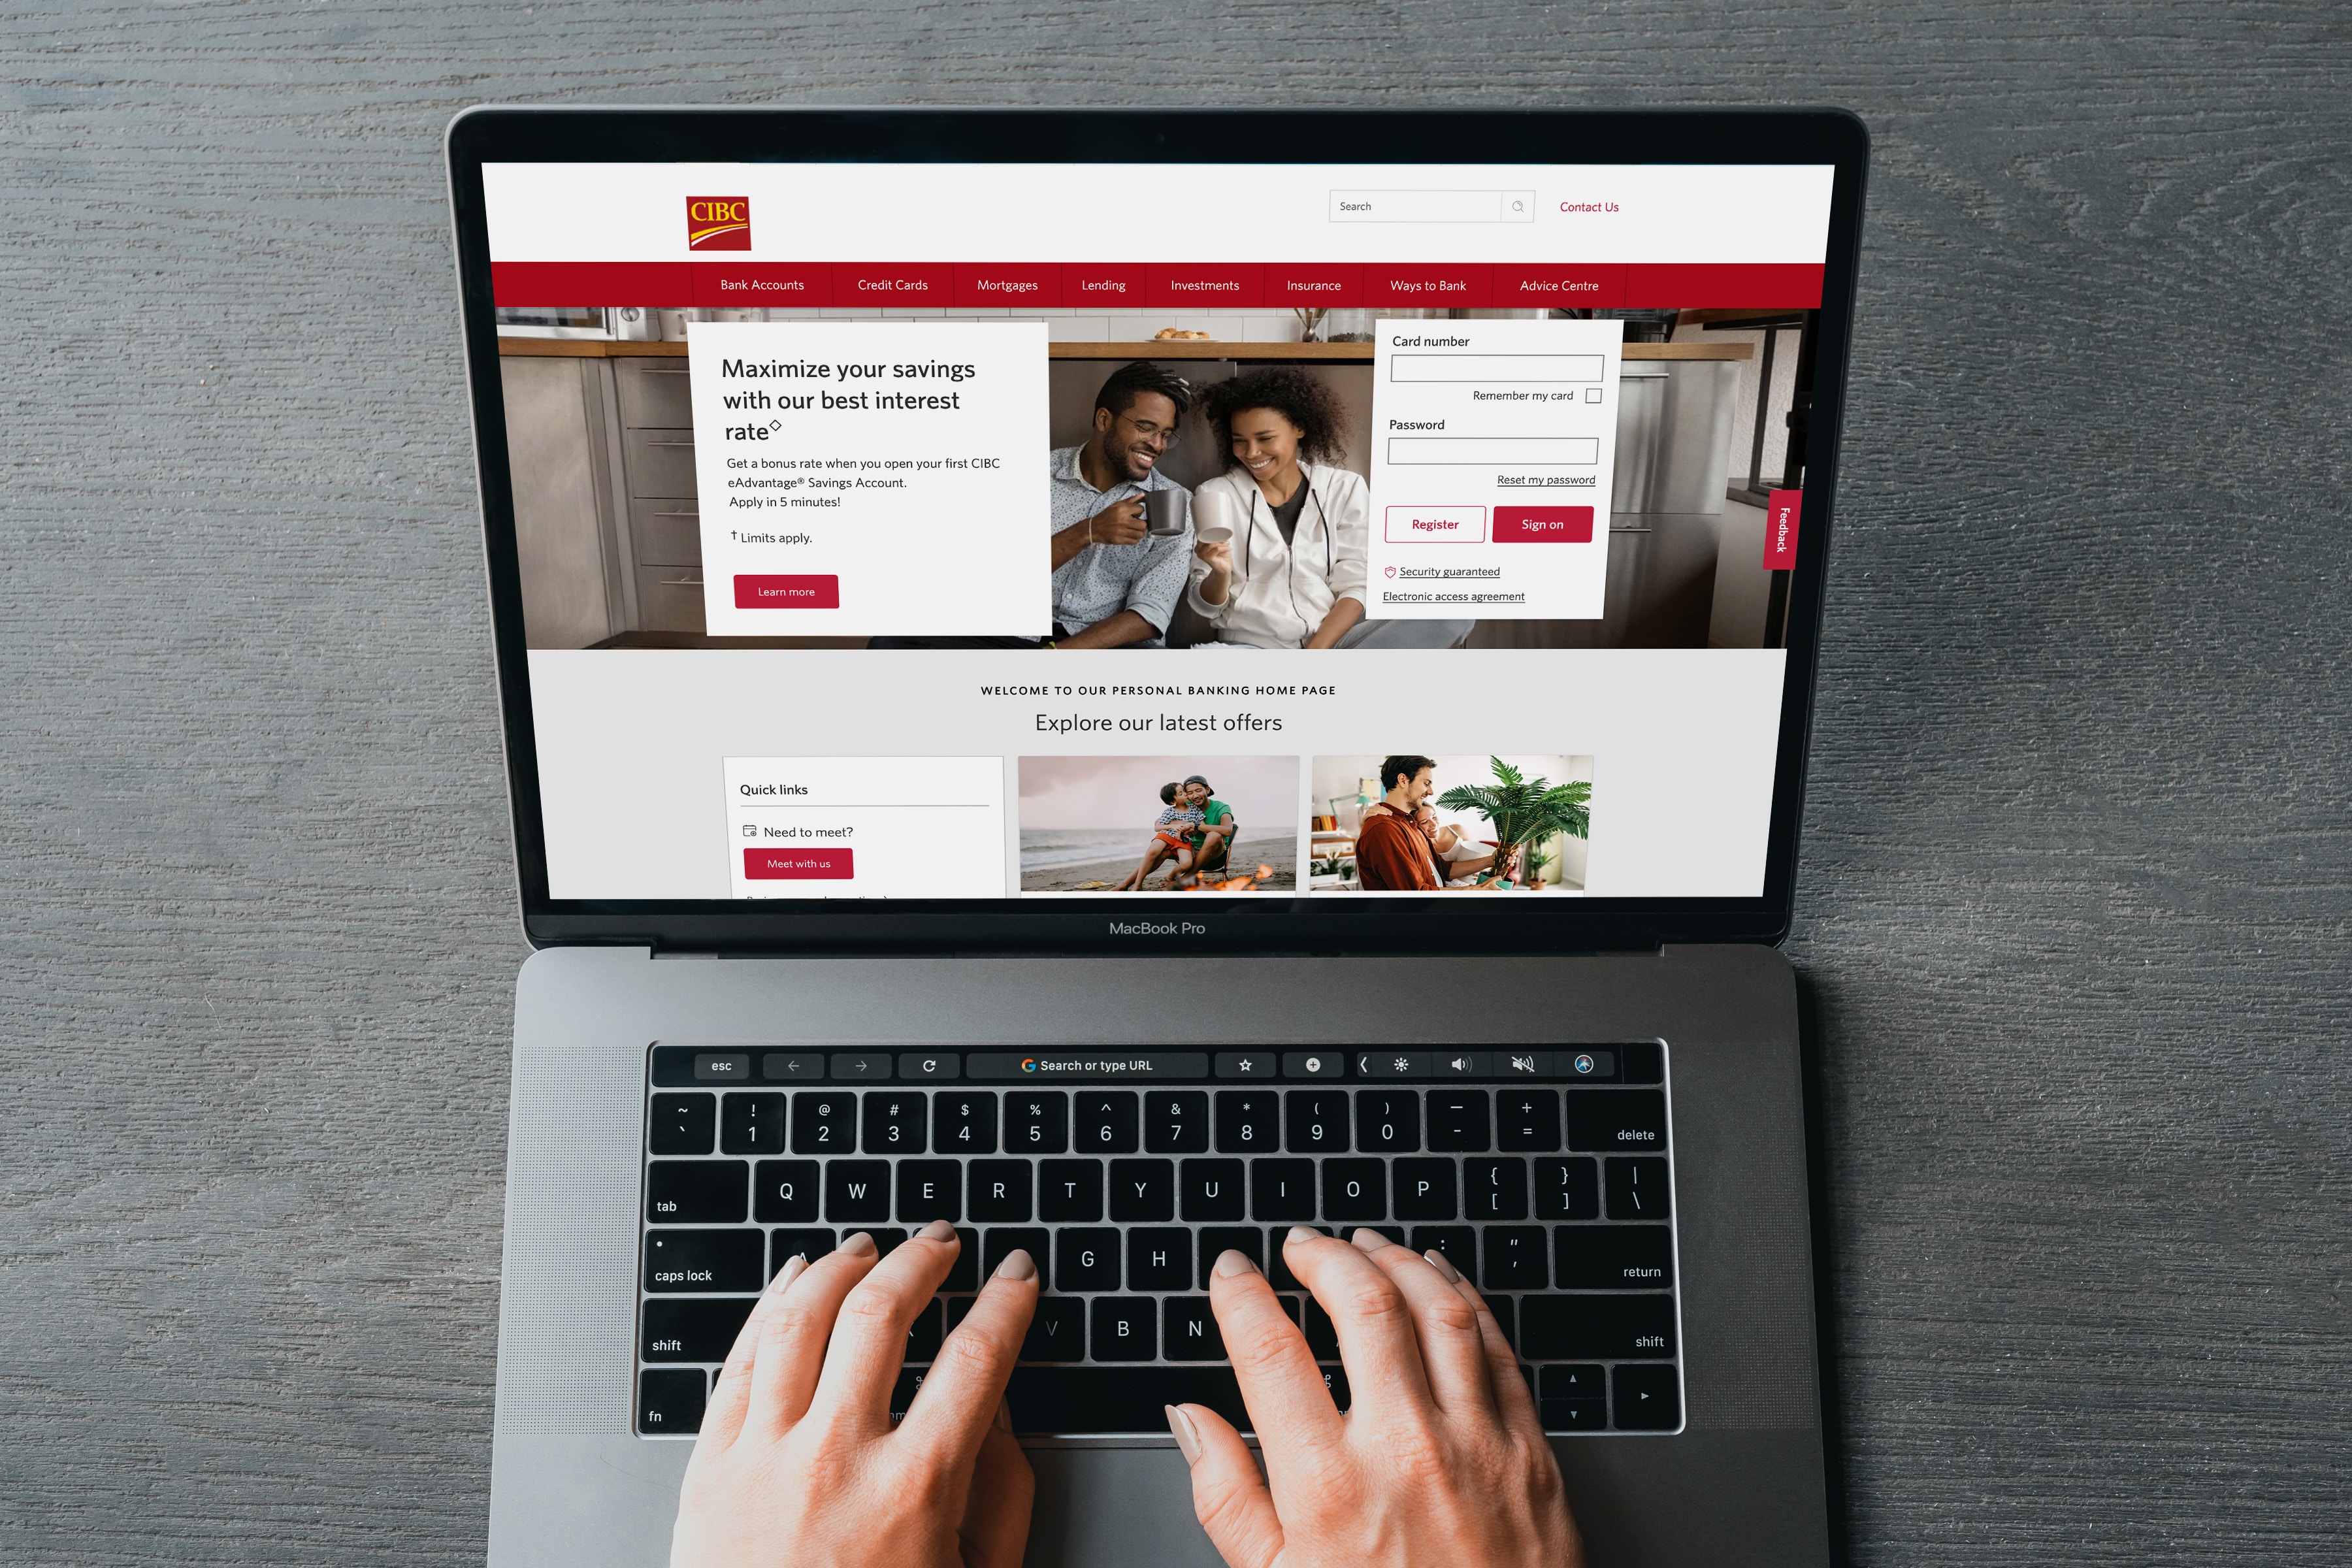 CIBC
Search
Contact Us
Bank Accounts Credit Cards Mortgages Lending Investments Insurance Ways to Bank Advice Centre
Maximize your savings
with our best interest
rate◇
Get a bonus rate when you open your first CIBC
eAdvantage® Savings Account.
Apply in 5 minutes!
† Limits apply.
Learn more
Card number
Remember my card
Password
Reset my password
Register Sign on
Security guaranteed
Electronic access agreement
Feedback
WELCOME TO OUR PERSONAL BANKING HOME PAGE
Explore our latest offers
Quick links
Need to meet?
Meet with us
MacBook Pro
esc ← → Search or type URL
~ ! @ # $ % ^ & * ( ) — +
` 1 2 3 4 5 6 7 8 9 0 - = delete
tab Q W E R T Y U I O P { [ } ] | \
caps lock A G H : " ' return
shift V B N shift
fn ⌘ ⌘